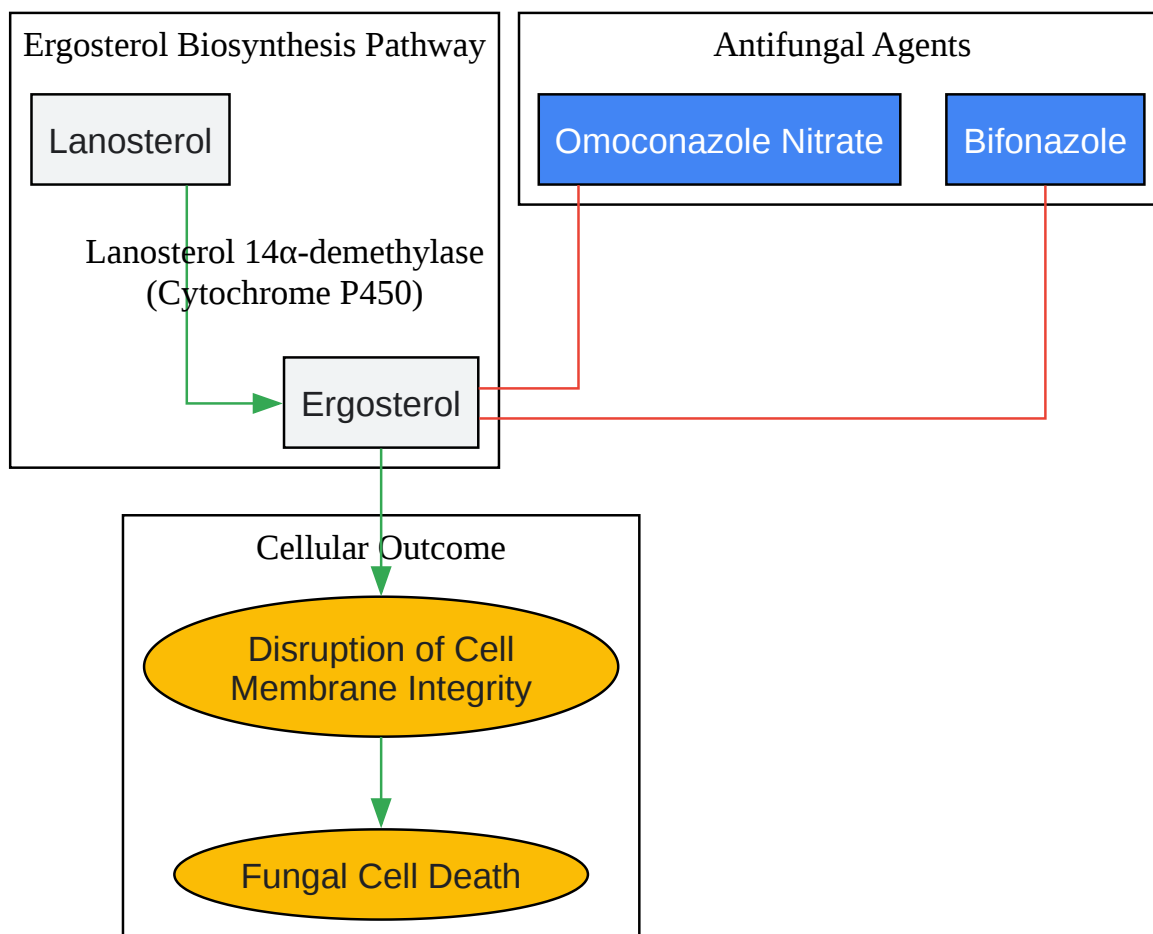 Ergosterol Biosynthesis Pathway
Lanosterol
Lanosterol 14α-demethylase
(Cytochrome P450)
Ergosterol
Antifungal Agents
Omoconazole Nitrate
Bifonazole
Cellular Outcome
Disruption of Cell
Membrane Integrity
Fungal Cell Death